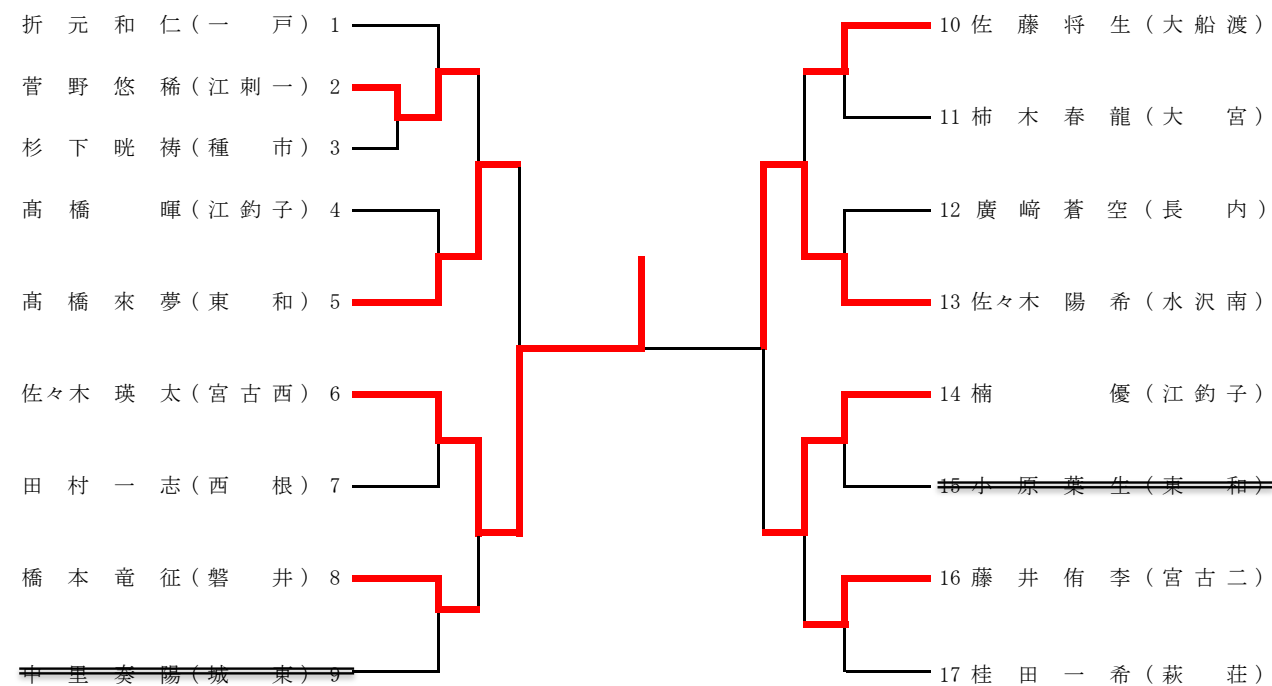 折元和仁(一戸) 1
菅野悠稀(江刺一) 2
杉下晄祷(種市) 3
髙橋暉(江釣子) 4
髙橋來夢(東和) 5
佐々木瑛太(宮古西) 6
田村一志(西根) 7
橋本竜征(磐井) 8
中里奏陽(城東) 9
10 佐藤将生(大船渡)
11 柿木春龍(大宮)
12 廣﨑蒼空(長内)
13 佐々木陽希(水沢南)
14 楠優(江釣子)
15 小原葉生(東和)
16 藤井侑李(宮古二)
17 桂田一希(萩荘)